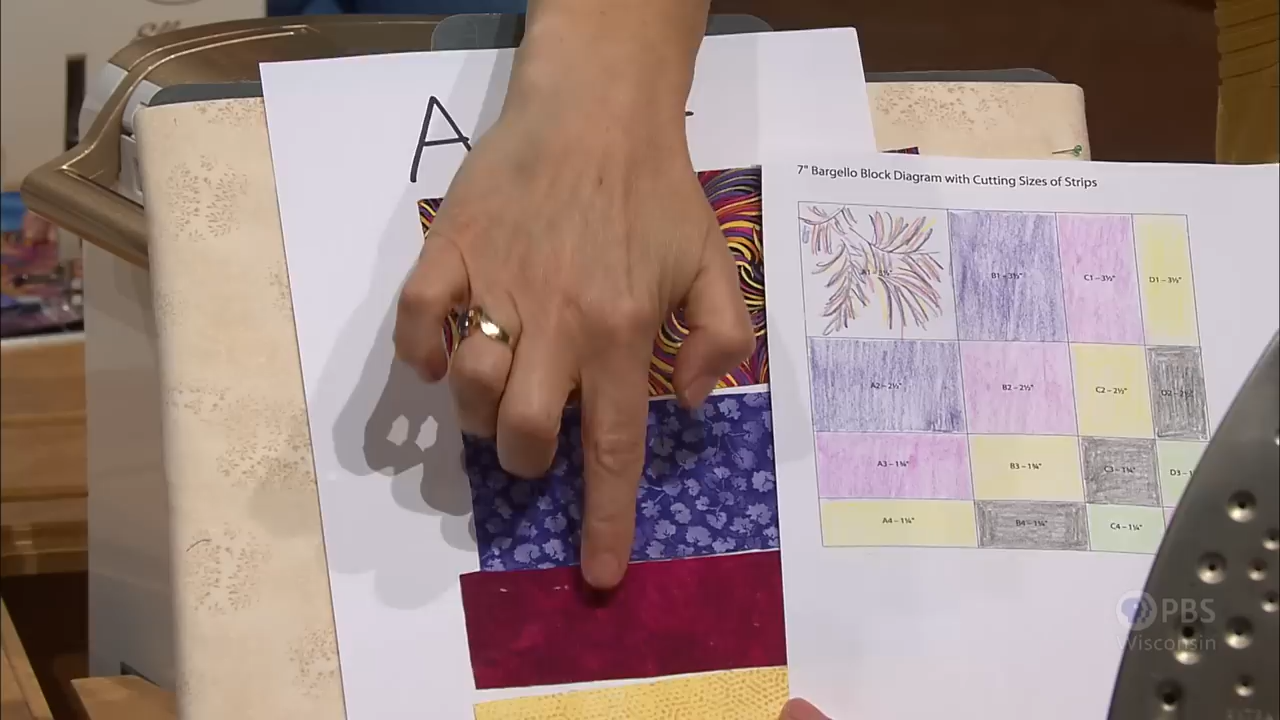 A
7" Bargello Block Diagram with Cutting Sizes of Strips
B1 – 3½"
C1 – 3½"
D1 – 3½"
A2 – 2½"
B2 – 2½"
C2 – 2½"
A3 – 1¾"
B3 – 1¾"
C3 – 1¾"
D3 – 1
A4 – 1¼"
B4 – 1¼"
C4 – 1¼"
PBS
Wisconsin